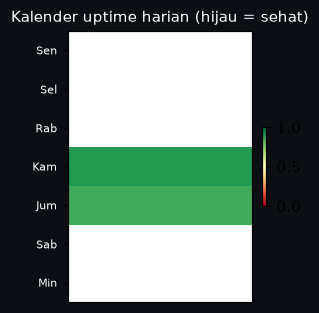 Kalender uptime harian (hijau = sehat)
Sen
Sel
Rab
Kam
Jum
Sab
Min
1.0
0.5
0.0